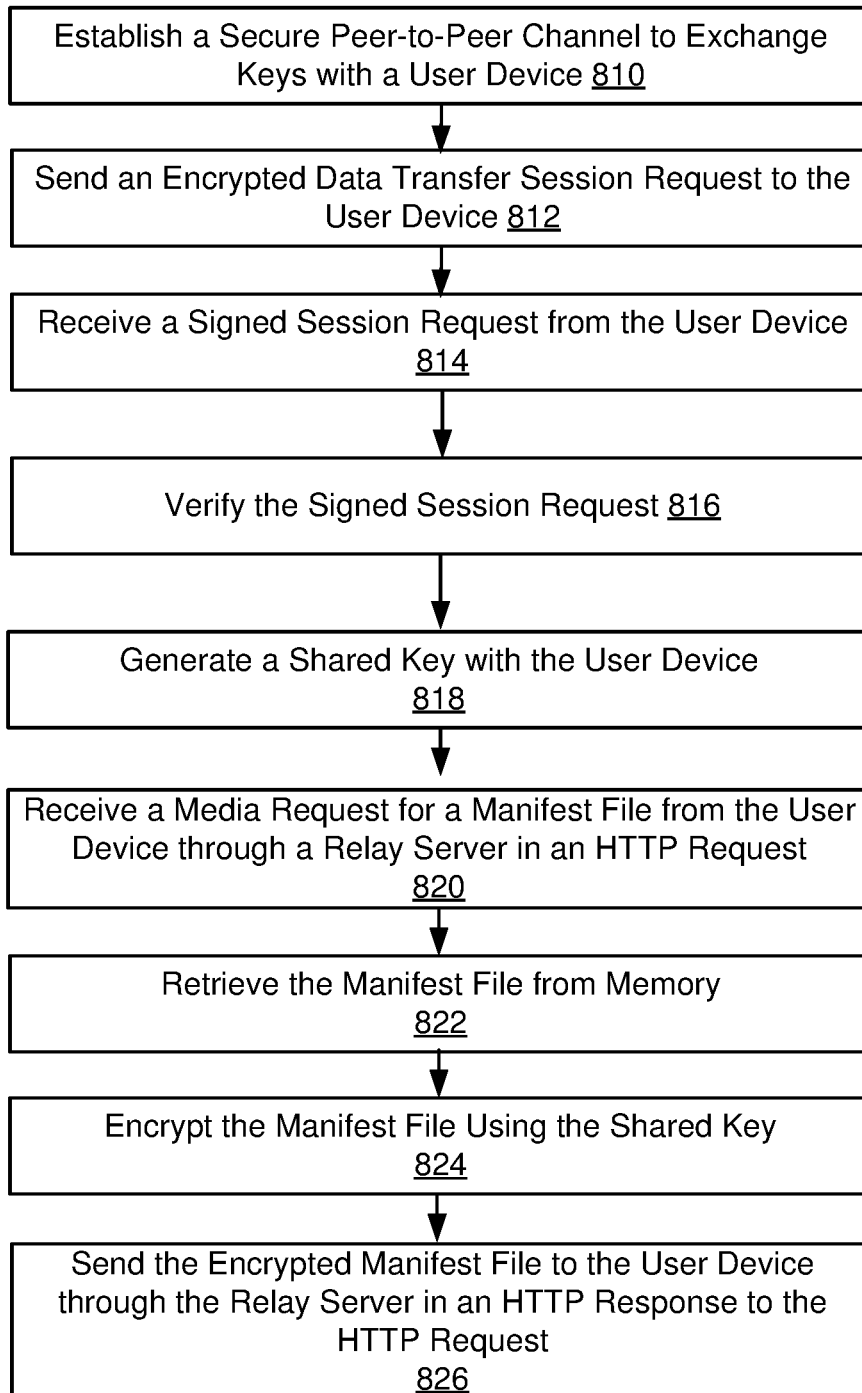 Establish a Secure Peer-to-Peer Channel to Exchange
Keys with a User Device 810
Send an Encrypted Data Transfer Session Request to the
User Device 812
Receive a Signed Session Request from the User Device
814
Verify the Signed Session Request 816
Generate a Shared Key with the User Device
818
Receive a Media Request for a Manifest File from the User
Device through a Relay Server in an HTTP Request
820
Retrieve the Manifest File from Memory
822
Encrypt the Manifest File Using the Shared Key
824
Send the Encrypted Manifest File to the User Device
through the Relay Server in an HTTP Response to the
HTTP Request
826